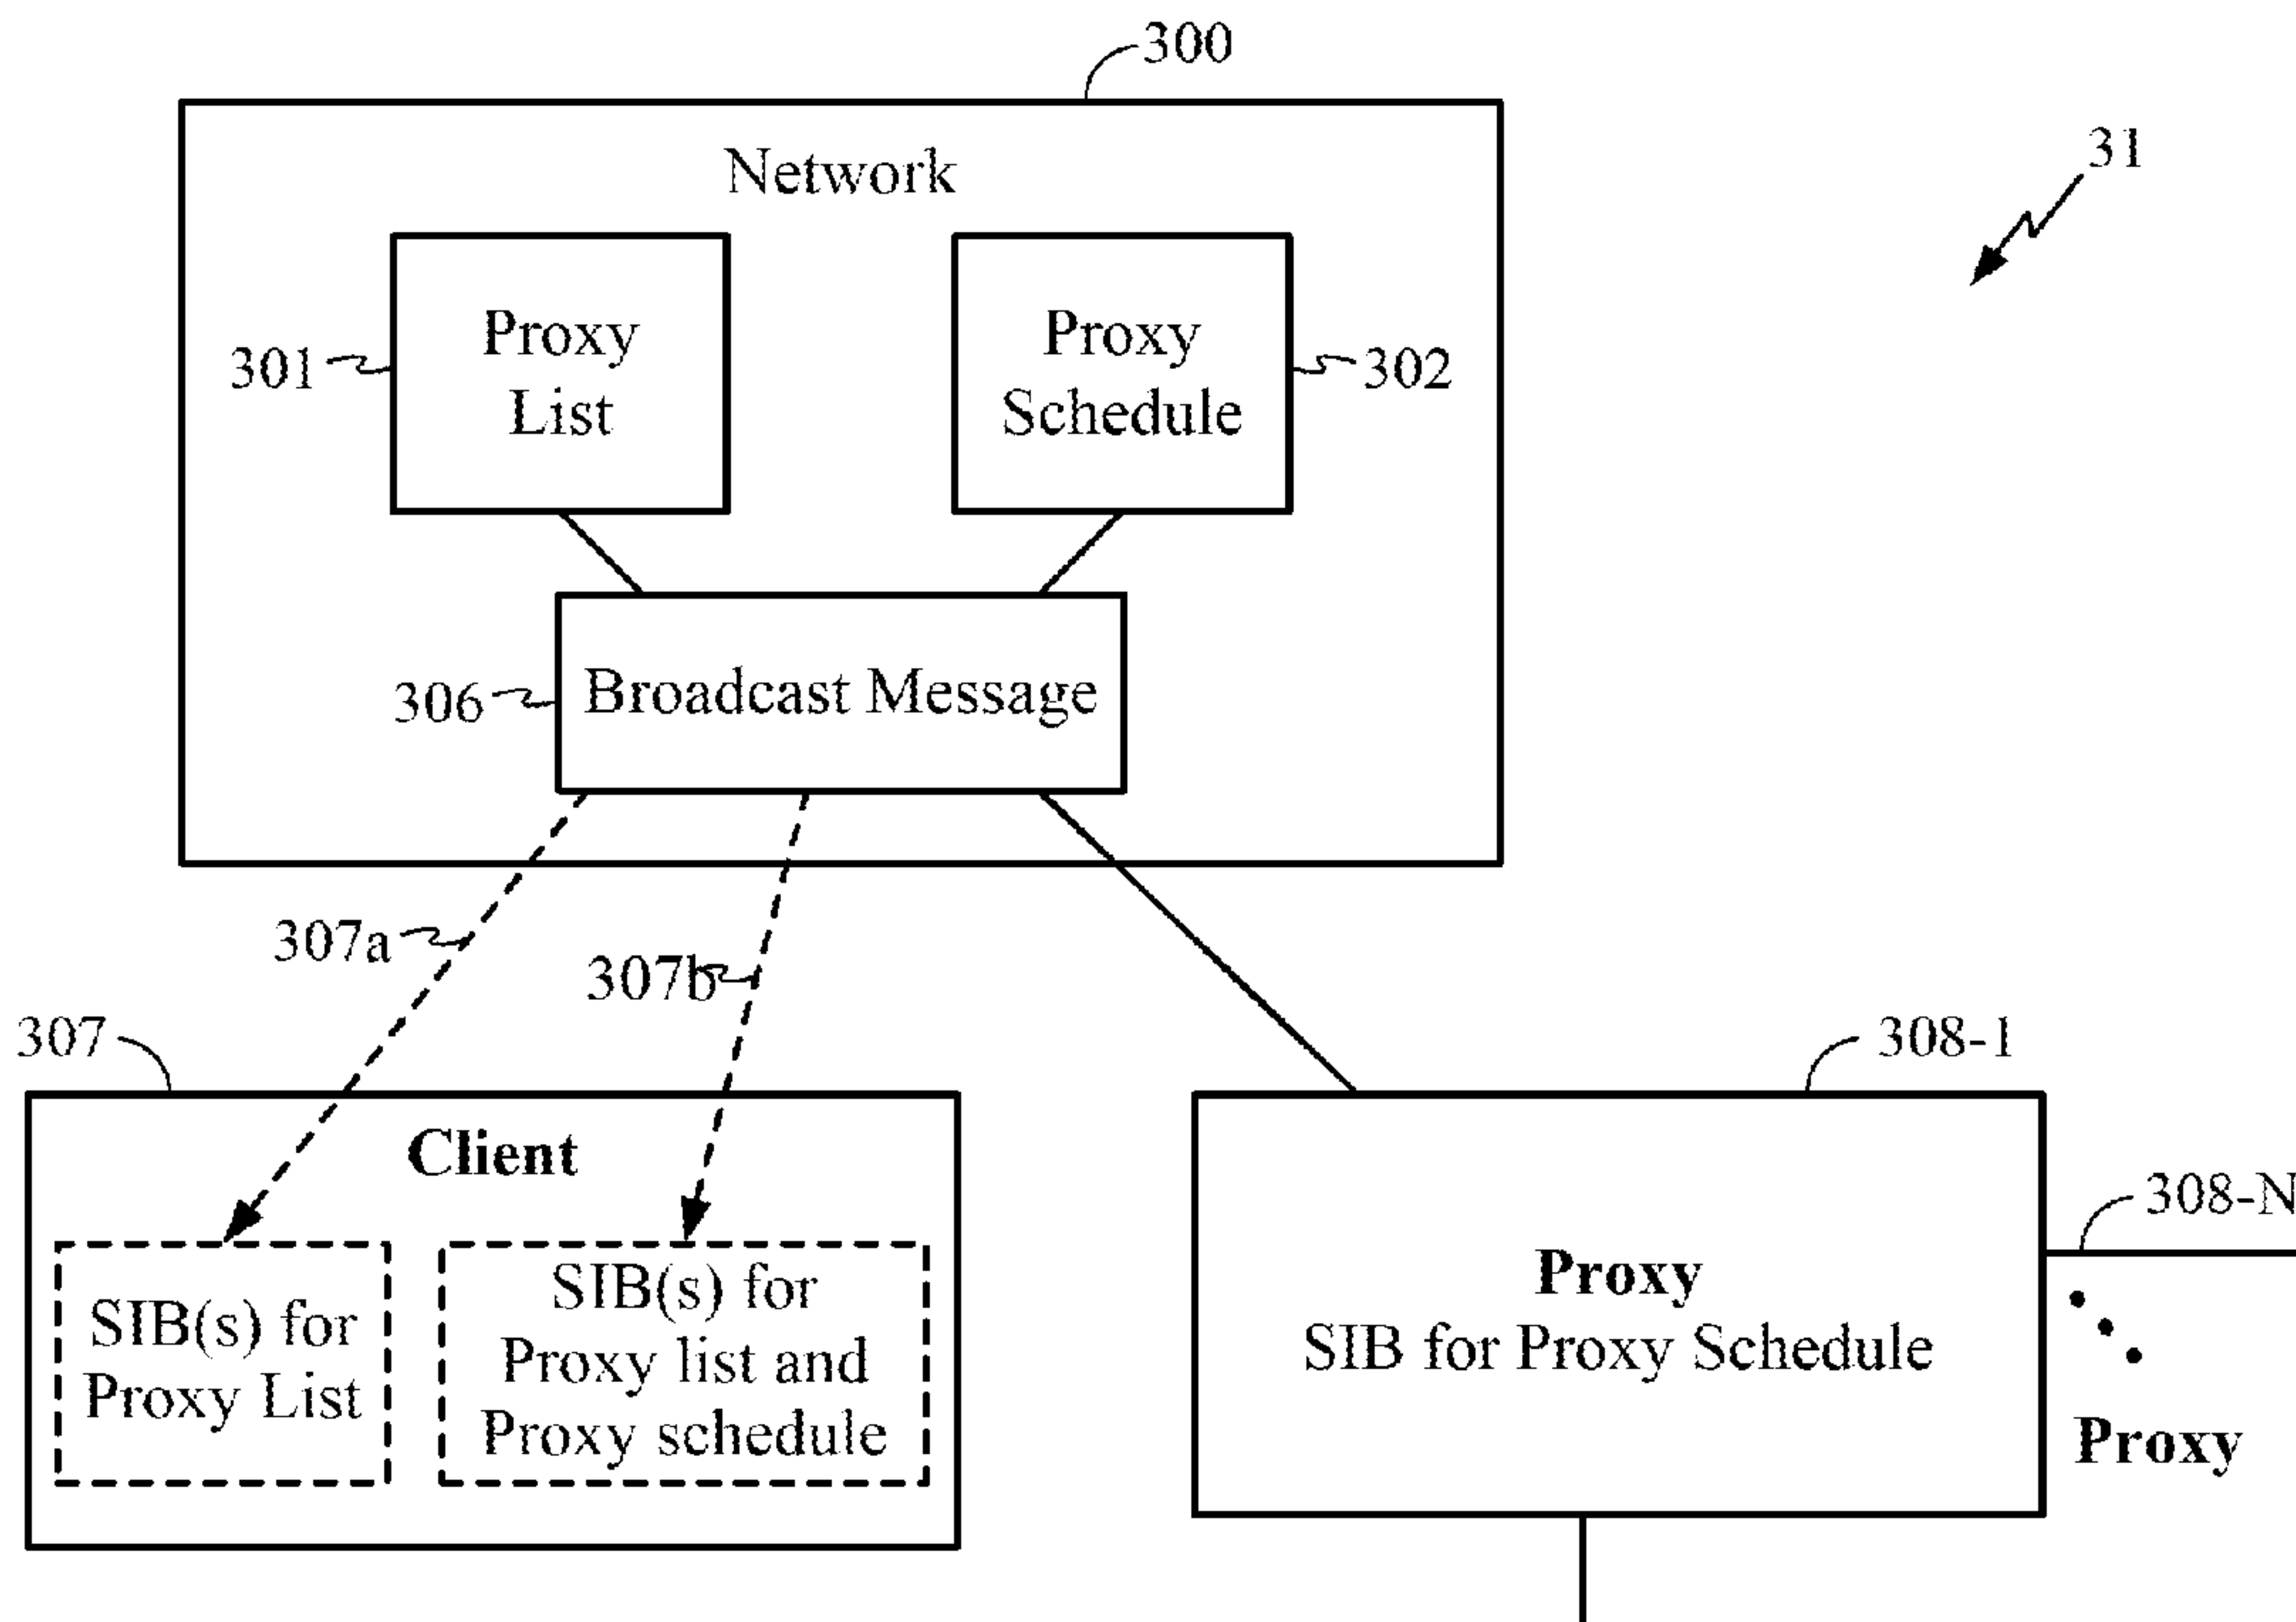 300
31
Network
Proxy
List
301
Proxy
Schedule
302
306
Broadcast Message
307a
307b
307
308-1
Client
308-N
SIB(s) for
Proxy List
SIB(s) for
Proxy list and
Proxy schedule
Proxy
SIB for Proxy Schedule
Proxy